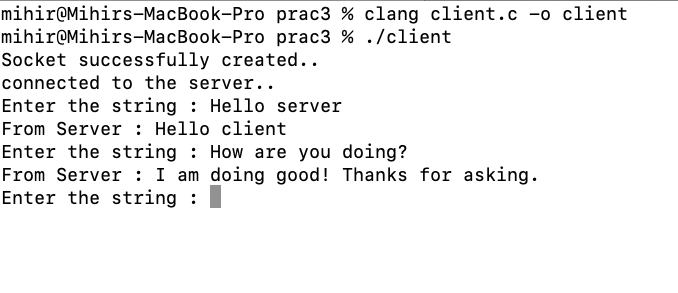 mihir@Mihirs-MacBook-Pro prac3 % clang client.c -o client
mihir@Mihirs-MacBook-Pro prac3 % ./client
Socket successfully created..
connected to the server..
Enter the string : Hello server
From Server : Hello client
Enter the string : How are you doing?
From Server : I am doing good! Thanks for asking.
Enter the string :